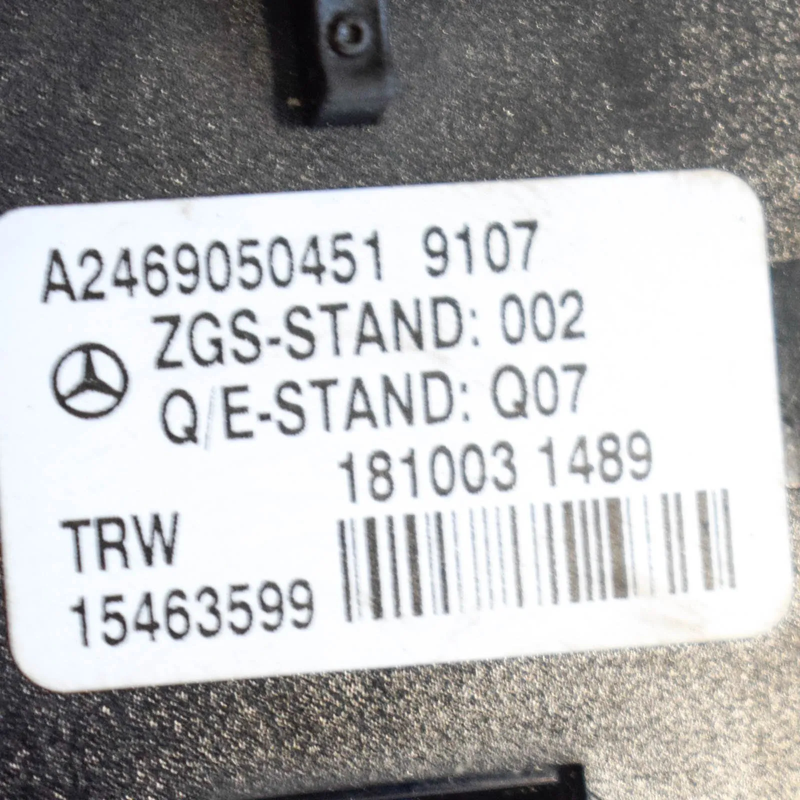 A2469050451 9107
ZGS-STAND: 002
Q/E-STAND: Q07
181003 1489
TRW
15463599